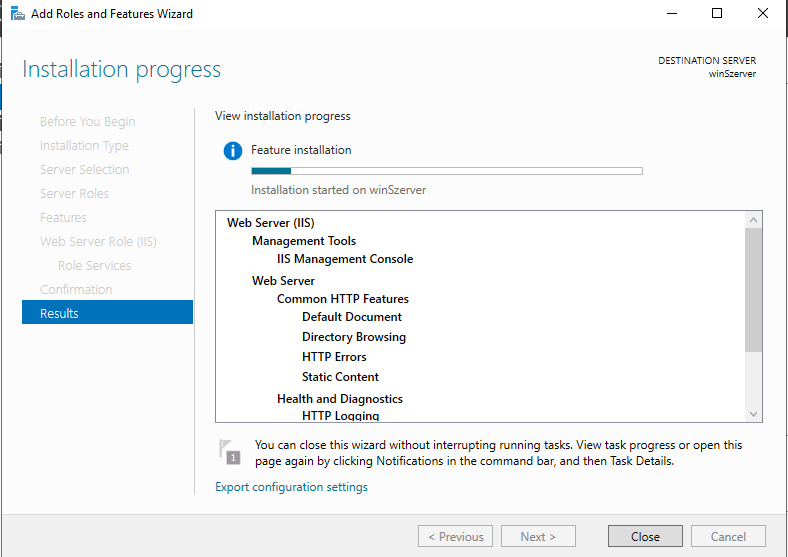 Add Roles and Features Wizard
Installation progress
DESTINATION SERVER
winSzerver
Before You Begin
Installation Type
Server Selection
Server Roles
Features
Web Server Role (IIS)
Role Services
Confirmation
Results
View installation progress
Feature installation
Installation started on winSzerver
Web Server (IIS)
Management Tools
IIS Management Console
Web Server
Common HTTP Features
Default Document
Directory Browsing
HTTP Errors
Static Content
Health and Diagnostics
HTTP Logging
1
You can close this wizard without interrupting running tasks. View task progress or open this
page again by clicking Notifications in the command bar, and then Task Details.
Export configuration settings
< Previous
Next >
Close
Cancel